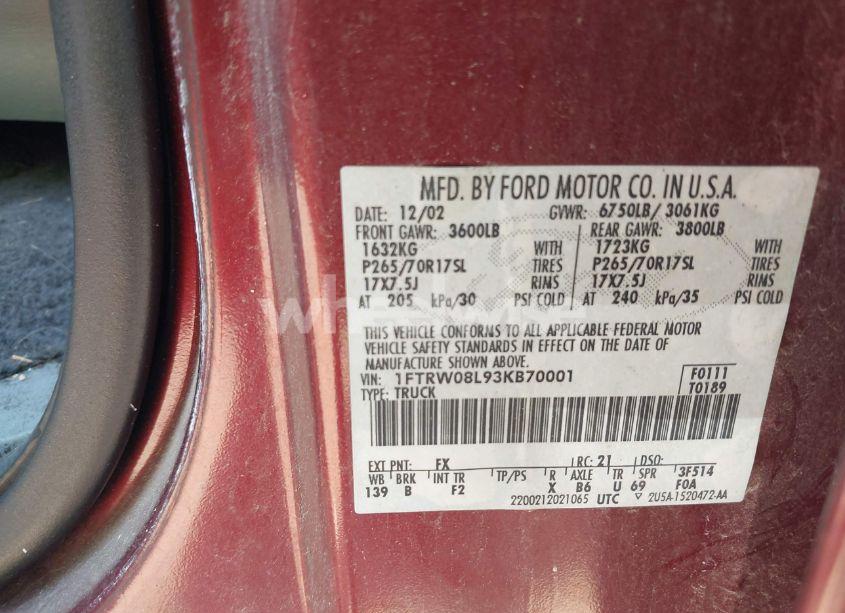 MFD. BY FORD MOTOR CO. IN U.S.A.
DATE: 12/02 GVWR: 6750LB/ 3061KG
FRONT GAWR: 3600LB REAR GAWR: 3800LB
1632KG WITH 1723KG WITH
P265/70R17SL TIRES P265/70R17SL TIRES
17X7.5J RIMS 17X7.5J RIMS
AT 205 kPa/30 PSI COLD AT 240 kPa/35 PSI COLD
THIS VEHICLE CONFORMS TO ALL APPLICABLE FEDERAL MOTOR
VEHICLE SAFETY STANDARDS IN EFFECT ON THE DATE OF
MANUFACTURE SHOWN ABOVE.
VIN: 1FTRW08L93KB70001 F0111
TYPE: TRUCK T0189
EXT PNT: FX RC: 21 DSO:
WB BRK INT TR TP/PS R AXLE TR SPR 3F514
139 B F2 X B6 U 69 F0A
2200212021065 UTC 2U5A-1520472-AA